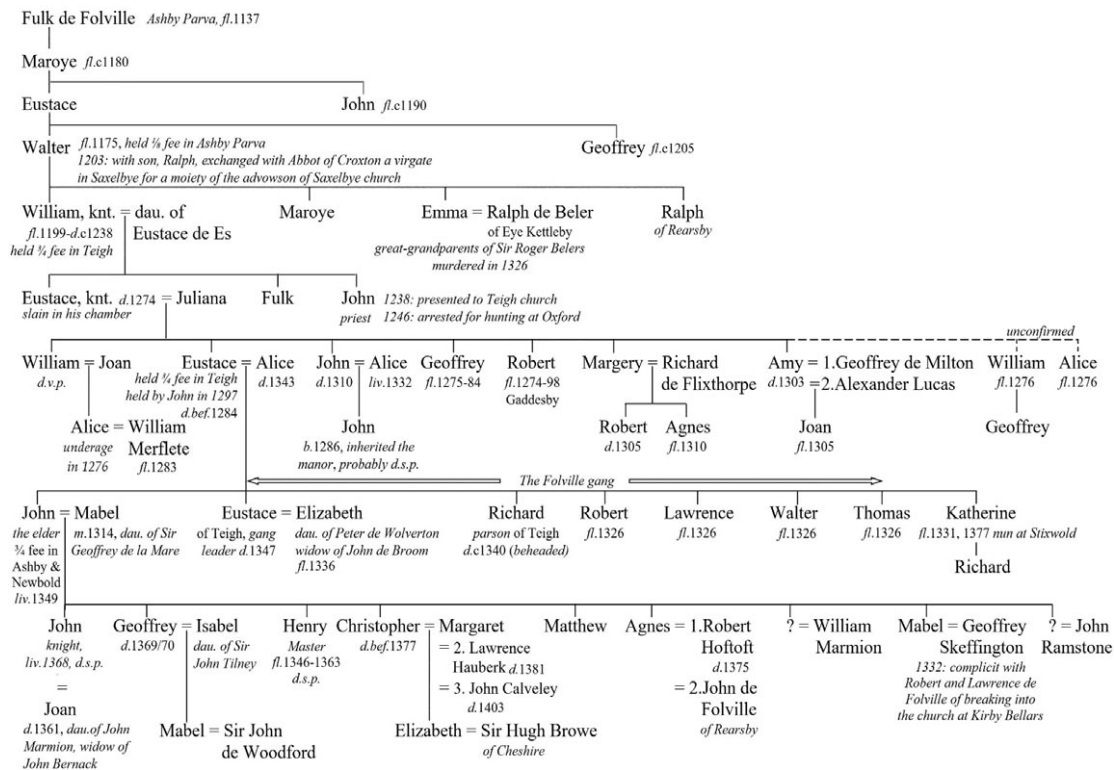 Fulk de Folville Ashby Parva, fl.1137
Maroye fl.c1180
Eustace John fl.c1190
Walter fl.1175, held ⅛ fee in Ashby Parva Geoffrey fl.c1205
1203: with son, Ralph, exchanged with Abbot of Croxton a virgate
in Saxelbye for a moiety of the advowson of Saxelbye church
William, knt. = dau. of Maroye Emma = Ralph de Beler Ralph
fl.1199-d.c1238 Eustace de Es of Eye Kettleby of Rearsby
held ¾ fee in Teigh great-grandparents of Sir Roger Belers
murdered in 1326
Eustace, knt. d.1274 = Juliana Fulk John 1238: presented to Teigh church
slain in his chamber priest 1246: arrested for hunting at Oxford
unconfirmed
William = Joan Eustace = Alice John = Alice Geoffrey Robert Margery = Richard Amy = 1.Geoffrey de Milton William Alice
d.v.p. held ¾ fee in Teigh d.1343 d.1310 liv.1332 fl.1275-84 fl.1274-98 de Flixthorpe d.1303 =2.Alexander Lucas fl.1276 fl.1276
held by John in 1297 Gaddesby
d.bef.1284
Alice = William John Robert Agnes Joan Geoffrey
underage Merflete b.1286, inherited the d.1305 fl.1310 fl.1305
in 1276 fl.1283 manor, probably d.s.p.
The Folville gang
John = Mabel Eustace = Elizabeth Richard Robert Lawrence Walter Thomas Katherine
the elder m.1314, dau. of Sir of Teigh, gang dau. of Peter de Wolverton parson of Teigh fl.1326 fl.1326 fl.1326 fl.1326 fl.1331, 1377 nun at Stixwold
¾ fee in Geoffrey de la Mare leader d.1347 widow of John de Broom d.c1340 (beheaded) Richard
Ashby & fl.1336
Newbold
liv.1349
John Geoffrey = Isabel Henry Christopher = Margaret Matthew Agnes = 1.Robert ? = William Mabel = Geoffrey ? = John
knight, d.1369/70 dau. of Sir Master d.bef.1377 = 2. Lawrence Hoftoft Marmion Skeffington Ramstone
liv.1368, d.s.p. John Tilney fl.1346-1363 Hauberk d.1381 d.1375 1332: complicit with
= d.s.p. = 3. John Calveley = 2.John de Robert and Lawrence de
Joan d.1403 Folville Folville of breaking into
d.1361, dau.of John Mabel = Sir John Elizabeth = Sir Hugh Browe of Rearsby the church at Kirby Bellars
Marmion, widow of de Woodford of Cheshire
John Bernack